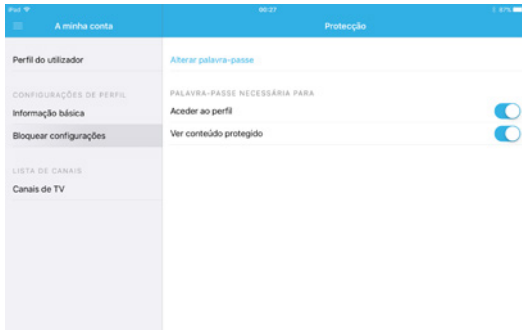 iPad
00:27
87%
A minha conta
Protecção
Perfil do utilizador
CONFIGURAÇÕES DE PERFIL
Informação básica
Bloquear configurações
LISTA DE CANAIS
Canais de TV
Alterar palavra-passe
PALAVRA-PASSE NECESSÁRIA PARA
Aceder ao perfil
Ver conteúdo protegido